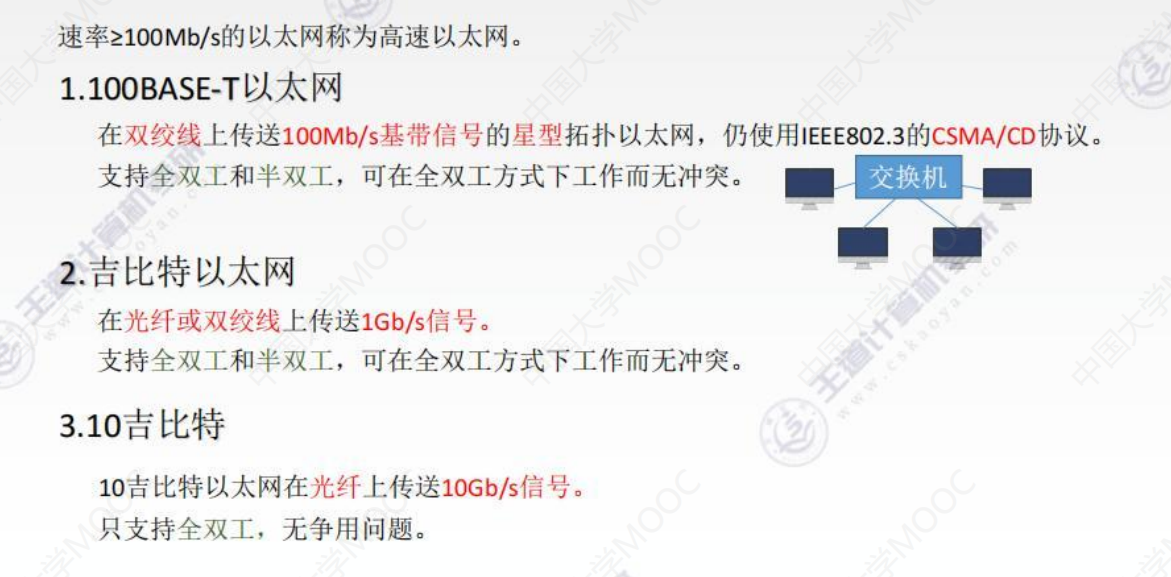 速率≥100Mb/s的以太网称为高速以太网。
1.100BASE-T以太网
在双绞线上传送100Mb/s基带信号的星型拓扑以太网，仍使用IEEE802.3的CSMA/CD协议。
支持全双工和半双工，可在全双工方式下工作而无冲突。
交换机
2.吉比特以太网
在光纤或双绞线上传送1Gb/s信号。
支持全双工和半双工，可在全双工方式下工作而无冲突。
3.10吉比特
10吉比特以太网在光纤上传送10Gb/s信号。
只支持全双工，无争用问题。
中国大学MOOC
王道计算机考研
www.cskaoyan.com